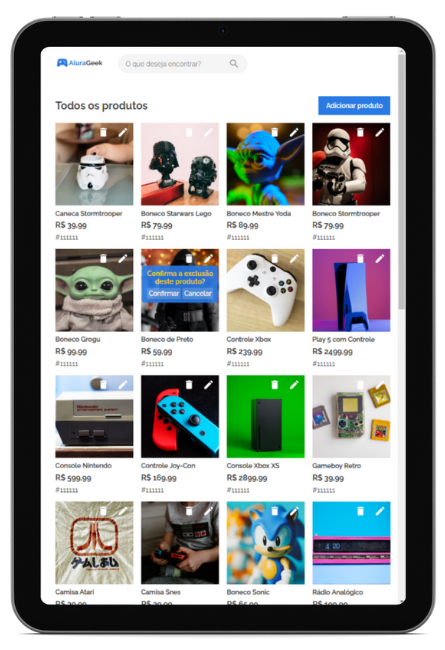 AluraGeek
O que deseja encontrar?
Todos os produtos
Adicionar produto
Caneca Stormtrooper
R$ 39,99
#111111
Boneco Starwars Lego
R$ 79,99
#111111
Boneco Mestre Yoda
R$ 89,99
#111111
Boneco Stormtrooper
R$ 79,99
#111111
Confirma a exclusão
deste produto?
Confirmar Cancelar
Boneco Grogu
R$ 99,99
#111111
Boneco de Preto
R$ 59,99
#111111
Controle Xbox
R$ 239,99
#111111
Play 5 com Controle
R$ 2499,99
#111111
Nintendo
Console Nintendo
R$ 599,99
#111111
Controle Joy-Con
R$ 169,99
#111111
Console Xbox XS
R$ 2899,99
#111111
Gameboy Retro
R$ 39,99
#111111
Camisa Atari
Camisa Snes
Boneco Sonic
Rádio Analógico